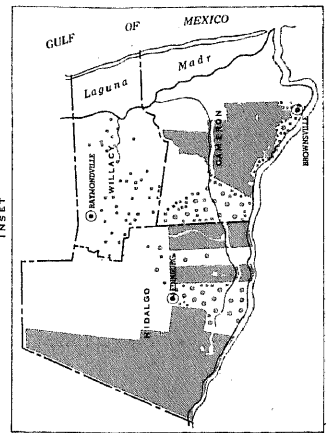 GULF OF MEXICO
Laguna Madr
WILLACY
RAYMONDVILLE
CAMERON
BROWNSVILLE
HIDALGO
EDINBURG
INSET